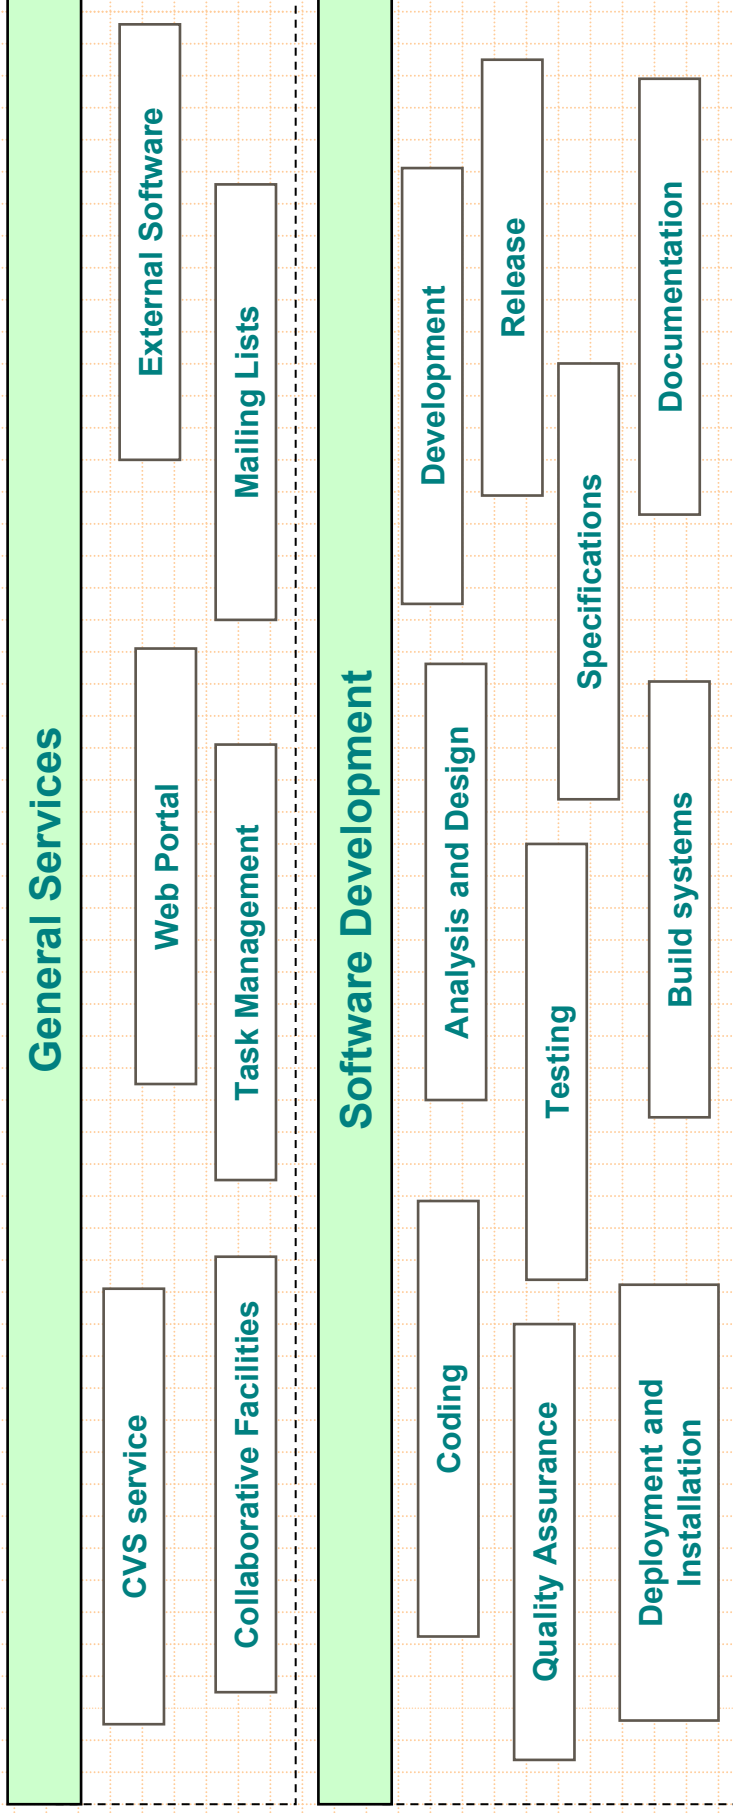 General Services
CVS service
Web Portal
External Software
Collaborative Facilities
Task Management
Mailing Lists
Software Development
Coding
Analysis and Design
Development
Release
Quality Assurance
Testing
Specifications
Deployment and
Installation
Build systems
Documentation